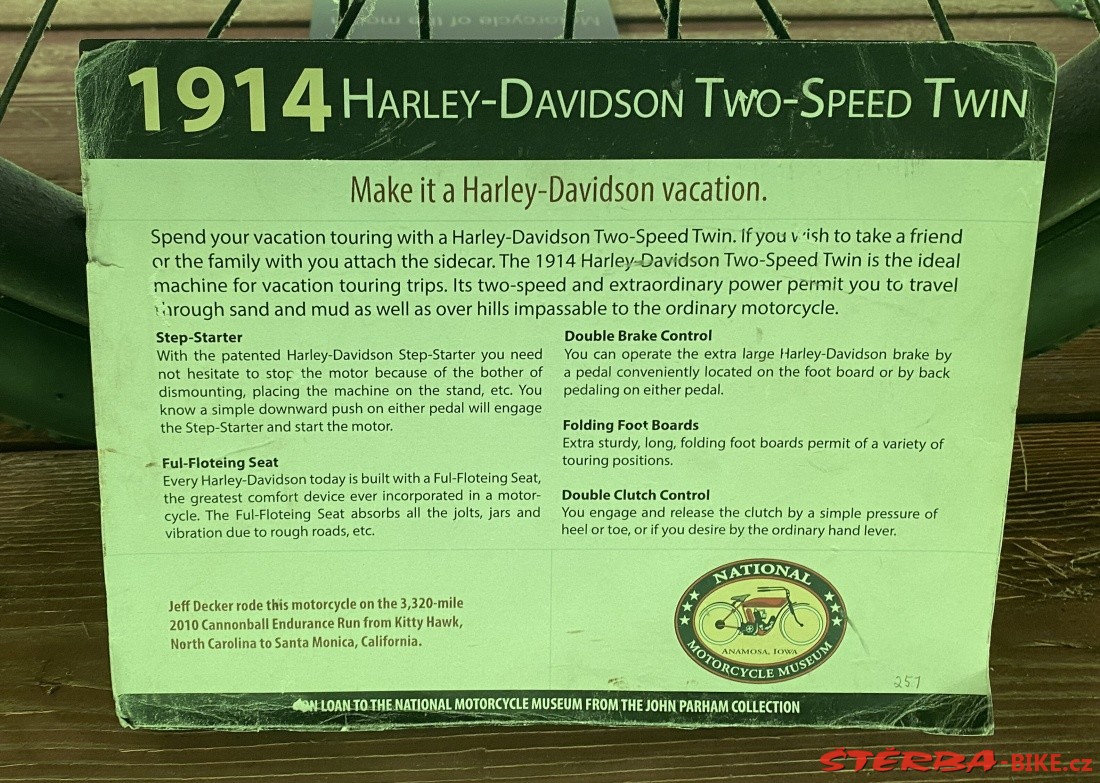 Motorcycle of the mon
1914 HARLEY-DAVIDSON TWO-SPEED TWIN
Make it a Harley-Davidson vacation.
Spend your vacation touring with a Harley-Davidson Two-Speed Twin. If you wish to take a friend
or the family with you attach the sidecar. The 1914 Harley-Davidson Two-Speed Twin is the ideal
machine for vacation touring trips. Its two-speed and extraordinary power permit you to travel
through sand and mud as well as over hills impassable to the ordinary motorcycle.
Step-Starter
With the patented Harley-Davidson Step-Starter you need
not hesitate to stop the motor because of the bother of
dismounting, placing the machine on the stand, etc. You
know a simple downward push on either pedal will engage
the Step-Starter and start the motor.
Ful-Floteing Seat
Every Harley-Davidson today is built with a Ful-Floteing Seat,
the greatest comfort device ever incorporated in a motor-
cycle. The Ful-Floteing Seat absorbs all the jolts, jars and
vibration due to rough roads, etc.
Double Brake Control
You can operate the extra large Harley-Davidson brake by
a pedal conveniently located on the foot board or by back
pedaling on either pedal.
Folding Foot Boards
Extra sturdy, long, folding foot boards permit of a variety of
touring positions.
Double Clutch Control
You engage and release the clutch by a simple pressure of
heel or toe, or if you desire by the ordinary hand lever.
Jeff Decker rode this motorcycle on the 3,320-mile
2010 Cannonball Endurance Run from Kitty Hawk,
North Carolina to Santa Monica, California.
NATIONAL
ANAMOSA, IOWA
MOTORCYCLE MUSEUM
257
ON LOAN TO THE NATIONAL MOTORCYCLE MUSEUM FROM THE JOHN PARHAM COLLECTION
ŠTĚRBA-BIKE.cz